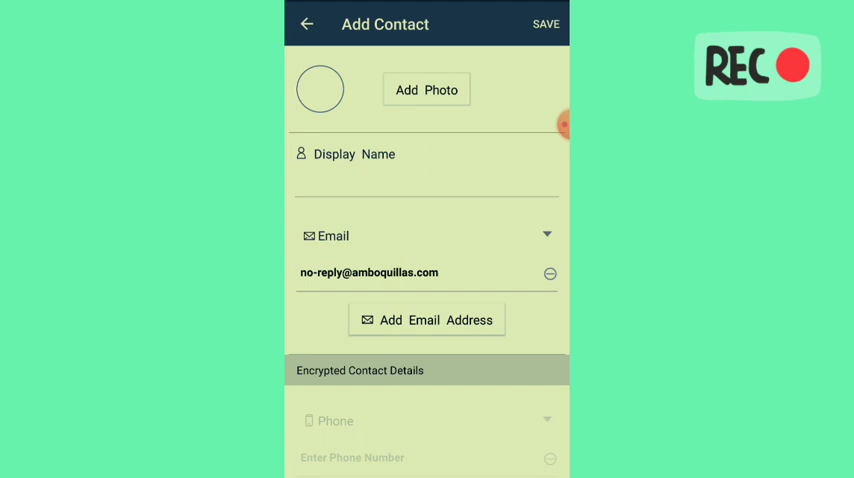 Add Contact
SAVE
REC
Add Photo
Display Name
Email
no-reply@amboquillas.com
Add Email Address
Encrypted Contact Details
Phone
Enter Phone Number